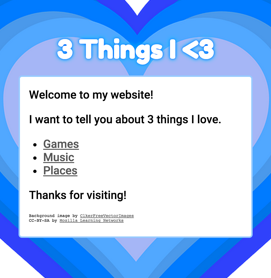 3 Things I <3
Welcome to my website!
I want to tell you about 3 things I love.
Games
Music
Places
Thanks for visiting!
Background image by ClkerFreeVectorImages
CC-BY-SA by Mozilla Learning Networks